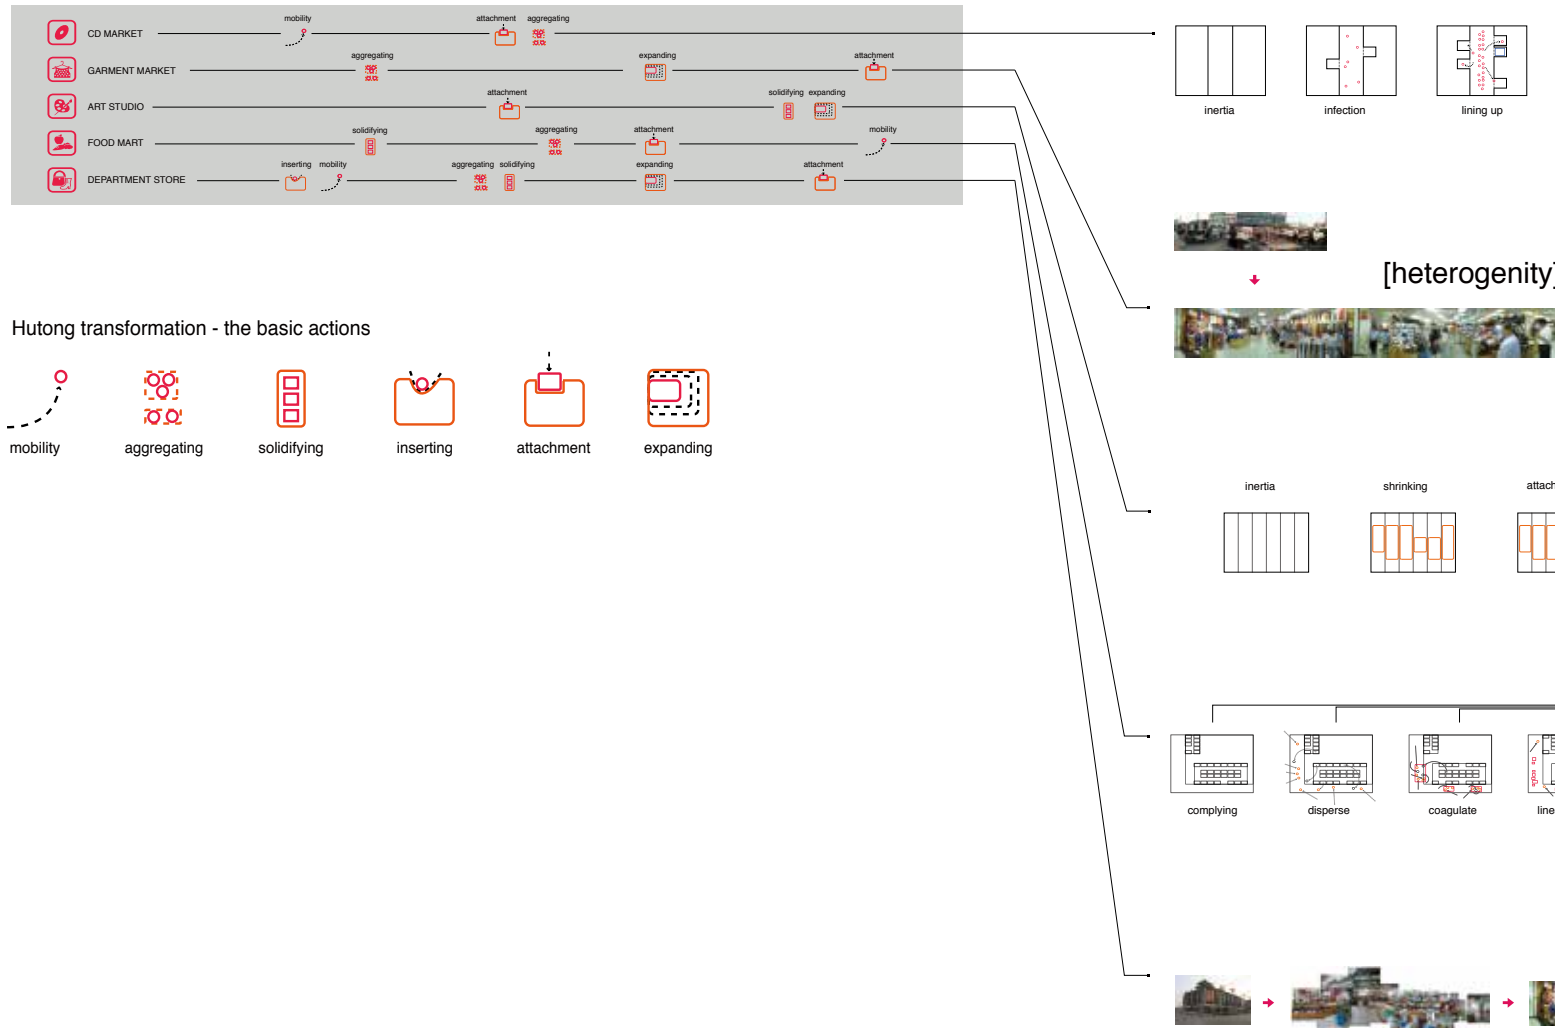 mobility attachment aggregating
CD MARKET
aggregating expanding attachment
GARMENT MARKET
attachment solidifying expanding
ART STUDIO
solidifying aggregating attachment mobility
FOOD MART
inserting mobility aggregating solidifying expanding attachment
DEPARTMENT STORE
inertia infection lining up
[heterogenity]
Hutong transformation - the basic actions
mobility aggregating solidifying inserting attachment expanding
inertia shrinking attach
complying disperse coagulate line